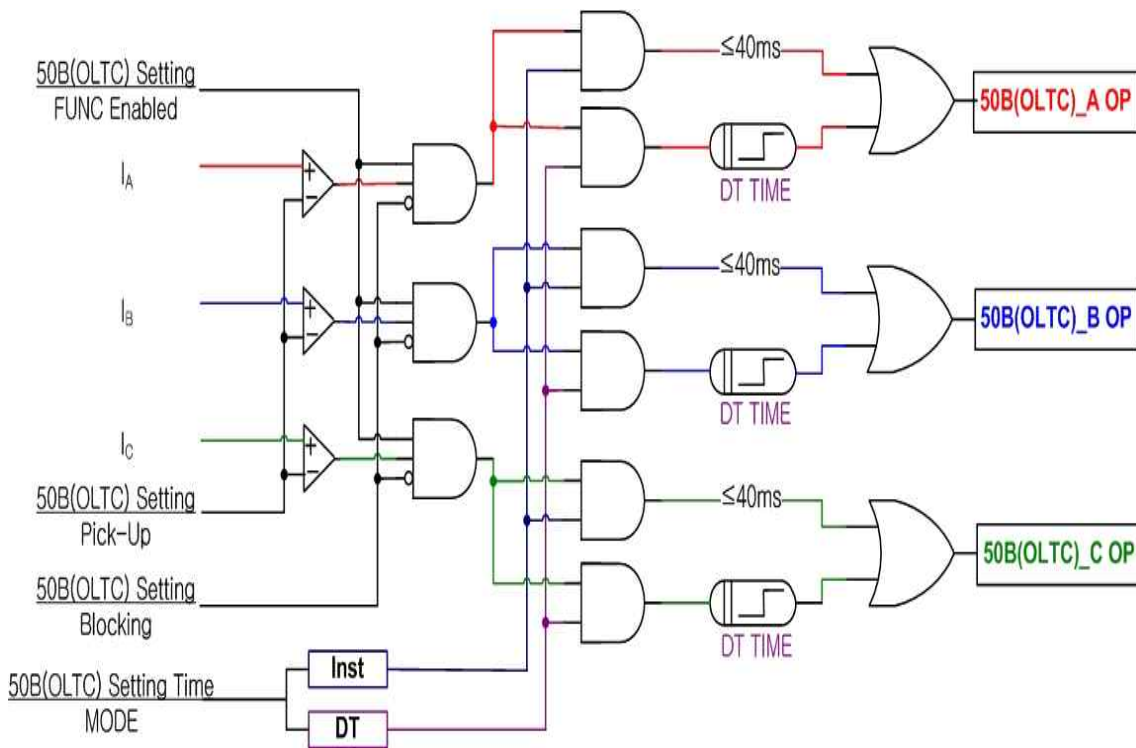 50B(OLTC) Setting
FUNC Enabled
IA
IB
IC
50B(OLTC) Setting
Pick-Up
50B(OLTC) Setting
Blocking
50B(OLTC) Setting Time
MODE
Inst
DT
+
−
+
−
+
−
≤40ms
DT TIME
≤40ms
DT TIME
≤40ms
DT TIME
50B(OLTC)_A OP
50B(OLTC)_B OP
50B(OLTC)_C OP